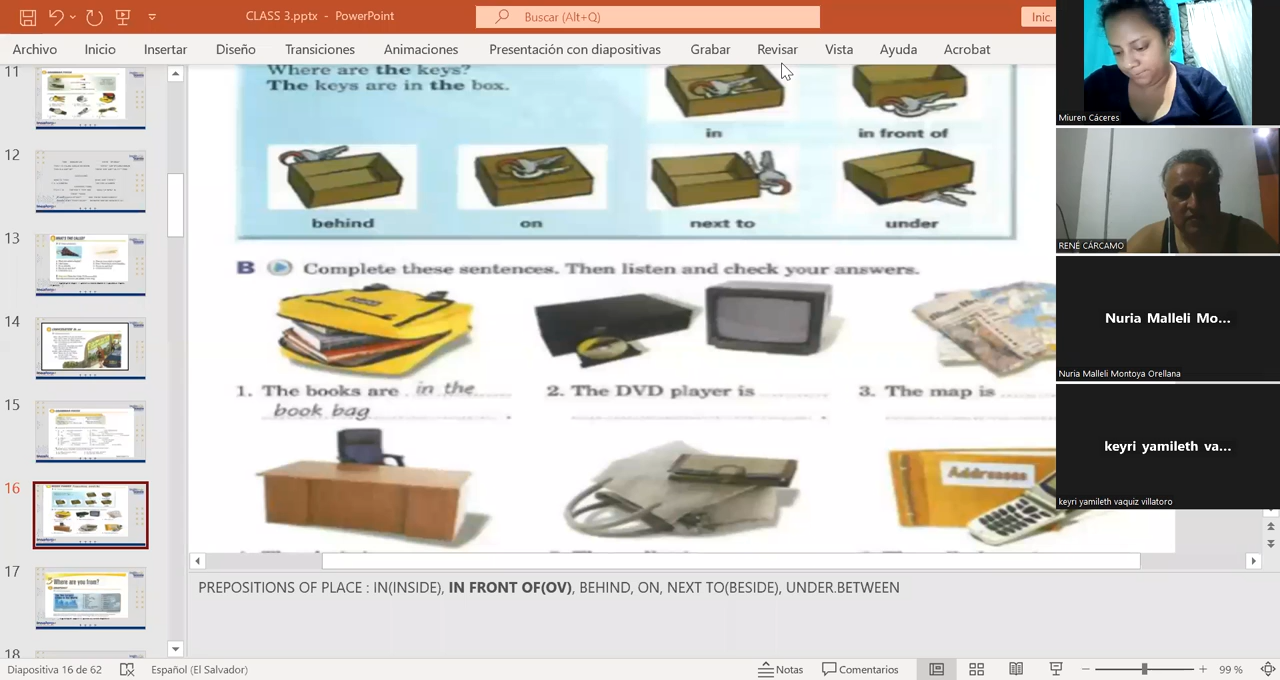 CLASS 3.pptx - PowerPoint
Buscar (Alt+Q)
Inic.
Archivo Inicio Insertar Diseño Transiciones Animaciones Presentación con diapositivas Grabar Revisar Vista Ayuda Acrobat
11
12
13
14
15
16
17
18
Where are the keys?
The keys are in the box.
in
in front of
behind
on
next to
under
B Complete these sentences. Then listen and check your answers.
1. The books are in the
book bag
2. The DVD player is
3. The map is
Addresses
PREPOSITIONS OF PLACE : IN(INSIDE), IN FRONT OF(OV), BEHIND, ON, NEXT TO(BESIDE), UNDER.BETWEEN
Miuren Cáceres
RENÉ CÁRCAMO
Nuria Malleli Mo...
Nuria Malleli Montoya Orellana
keyri yamileth va...
keyri yamileth vaquiz villatoro
Diapositiva 16 de 62
Español (El Salvador)
Notas
Comentarios
99 %